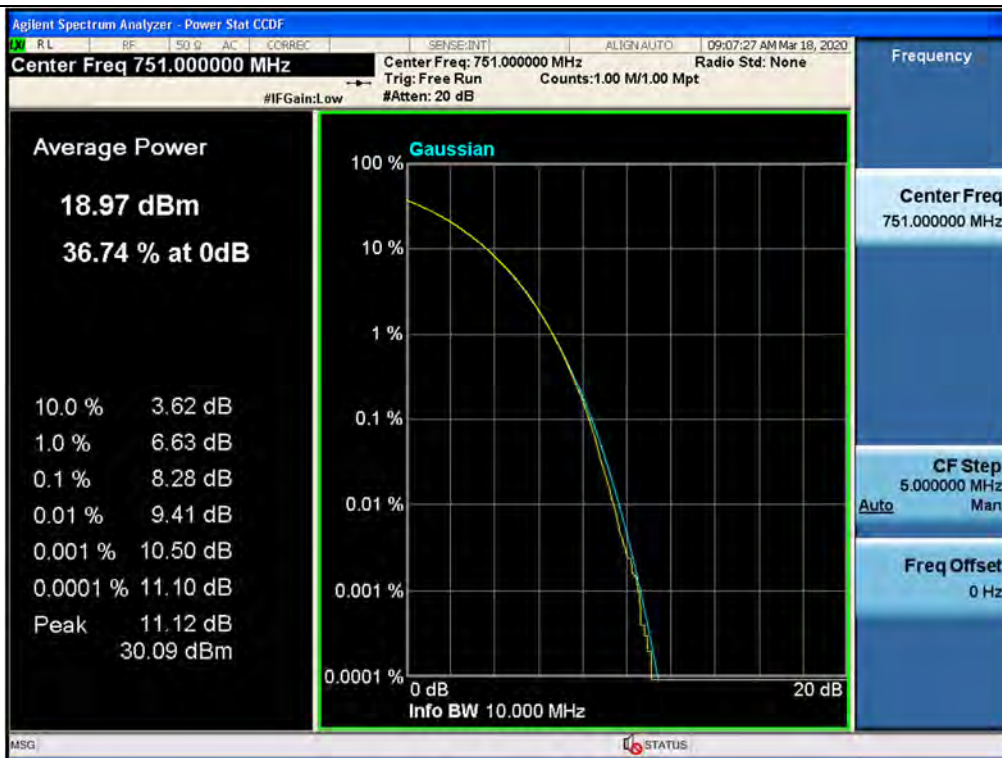 Agilent Spectrum Analyzer - Power Stat CCDF
LXI RL RF 50 Ω AC CORREC SENSE:INT ALIGN AUTO 09:07:27 AM Mar 18, 2020
Center Freq 751.000000 MHz
Center Freq: 751.000000 MHz Radio Std: None
Trig: Free Run Counts:1.00 M/1.00 Mpt
#IFGain:Low #Atten: 20 dB
Average Power
18.97 dBm
36.74 % at 0dB
10.0 % 3.62 dB
1.0 % 6.63 dB
0.1 % 8.28 dB
0.01 % 9.41 dB
0.001 % 10.50 dB
0.0001 % 11.10 dB
Peak 11.12 dB
30.09 dBm
Gaussian
100 %
10 %
1 %
0.1 %
0.01 %
0.001 %
0.0001 %
0 dB 20 dB
Info BW 10.000 MHz
Frequency
Center Freq
751.000000 MHz
CF Step
5.000000 MHz
Auto Man
Freq Offset
0 Hz
MSG STATUS